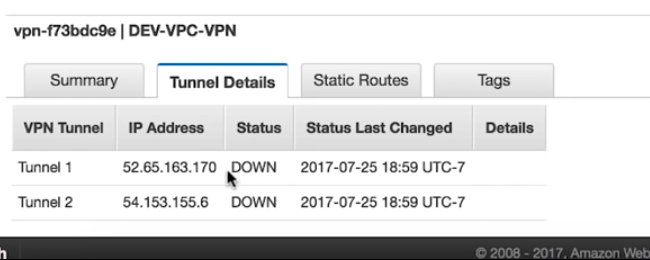 vpn-f73bdc9e | DEV-VPC-VPN
Summary Tunnel Details Static Routes Tags
VPN Tunnel IP Address Status Status Last Changed Details
Tunnel 1 52.65.163.170 DOWN 2017-07-25 18:59 UTC-7
Tunnel 2 54.153.155.6 DOWN 2017-07-25 18:59 UTC-7
© 2008 - 2017, Amazon Web